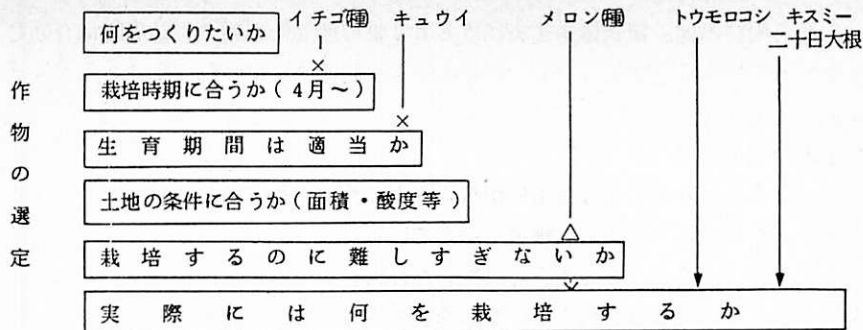 イチゴ(種) キュウイ メロン(種) トウモロコシ キスミー
二十日大根
何をつくりたいか
×
栽培時期に合うか(4月~)
×
生育期間は適当か
土地の条件に合うか(面積・酸度等)
△
栽培するのに難しすぎないか
実際には何を栽培するか
作物の選定